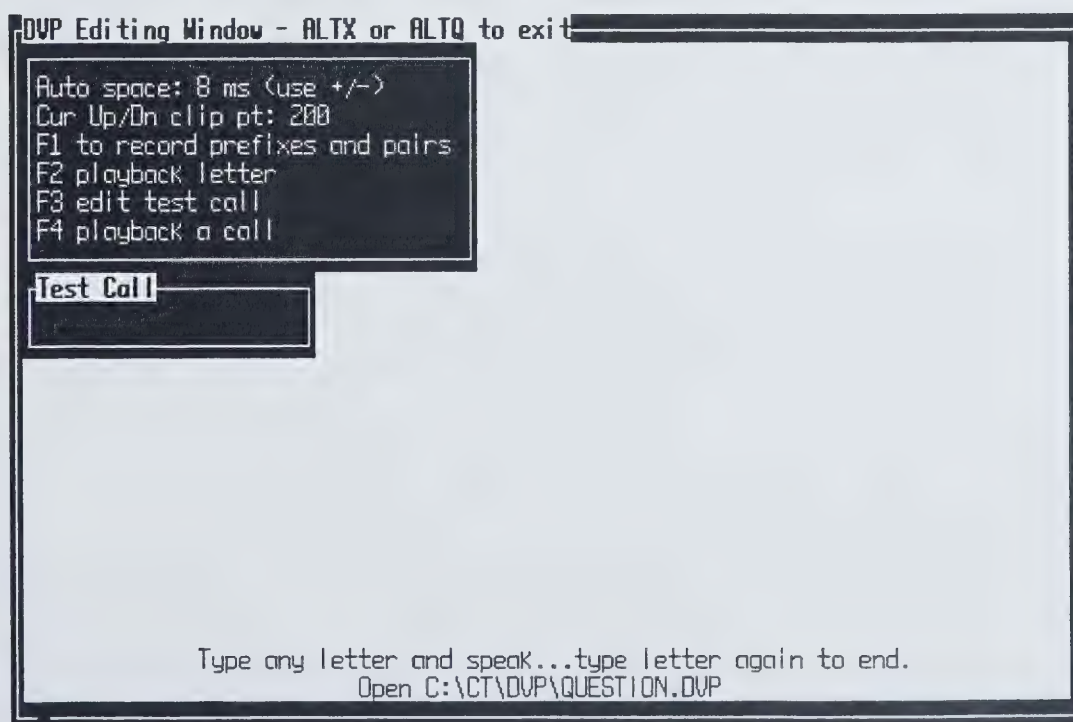 DVP Editing Window - ALTX or ALTQ to exit
Auto space: 8 ms (use +/-)
Cur Up/Dn clip pt: 200
F1 to record prefixes and pairs
F2 playback letter
F3 edit test call
F4 playback a call
Test Call
Type any letter and speak...type letter again to end.
Open C:\CT\DVP\QUESTION.DVP